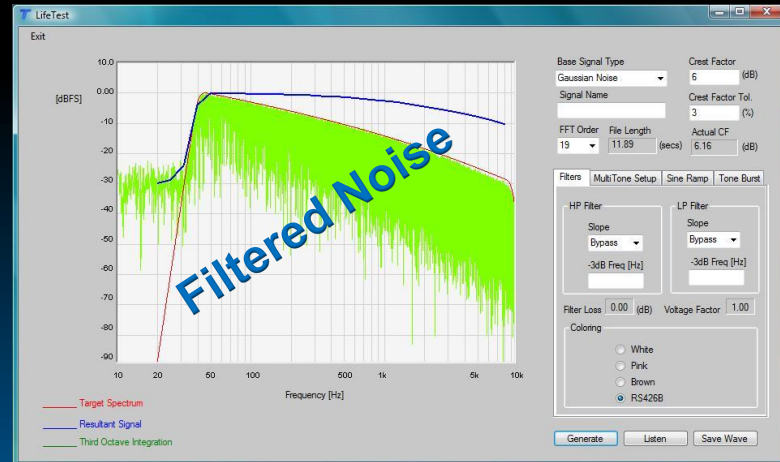 LifeTest
Exit
10.0
0.00
[dBFS]
-10
-20
-30
-40
-50
-60
-70
-80
-90
10 20 50 100 500 1k 5k 10k
Frequency [Hz]
Filtered Noise
Target Spectrum
Resultant Signal
Third Octave Integration
Base Signal Type
Gaussian Noise
Signal Name
FFT Order
19
File Length
11.89 (secs)
Crest Factor
6 (dB)
Crest Factor Tol.
3 (%)
Actual CF
6.16 (dB)
Filters MultiTone Setup Sine Ramp Tone Burst
HP Filter
Slope
Bypass
-3dB Freq [Hz]
LP Filter
Slope
Bypass
-3dB Freq [Hz]
Filter Loss 0.00 (dB) Voltage Factor 1.00
Coloring
White
Pink
Brown
RS426B
Generate Listen Save Wave